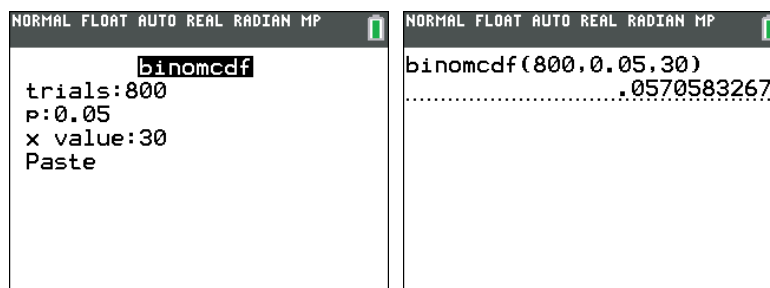 NORMAL FLOAT AUTO REAL RADIAN MP
binomcdf
trials:800
p:0.05
x value:30
Paste
NORMAL FLOAT AUTO REAL RADIAN MP
binomcdf(800,0.05,30)
.0570583267